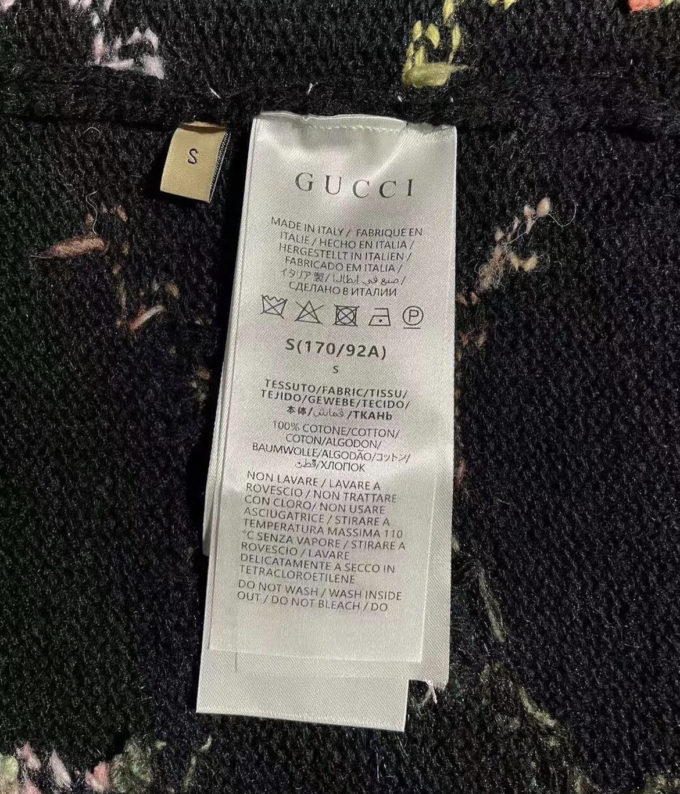 S
GUCCI
MADE IN ITALY / FABRIQUE EN
ITALIE / HECHO EN ITALIA /
HERGESTELLT IN ITALIEN /
FABRICADO EM ITALIA /
イタリア製 / صنع في إيطاليا /
СДЕЛАНО В ИТАЛИИ
P
S(170/92A)
S
TESSUTO/FABRIC/TISSU/
TEJIDO/GEWEBE/TECIDO/
本体/قماش/TKAHb
100% COTONE/COTTON/
COTON/ALGODON/
BAUMWOLLE/ALGODÃO/コットン/
قطن/ХЛОПОК
NON LAVARE / LAVARE A
ROVESCIO / NON TRATTARE
CON CLORO/ NON USARE
ASCIUGATRICE / STIRARE A
TEMPERATURA MASSIMA 110
°C SENZA VAPORE / STIRARE A
ROVESCIO / LAVARE
DELICATAMENTE A SECCO IN
TETRACLOROETILENE
DO NOT WASH / WASH INSIDE
OUT / DO NOT BLEACH / DO